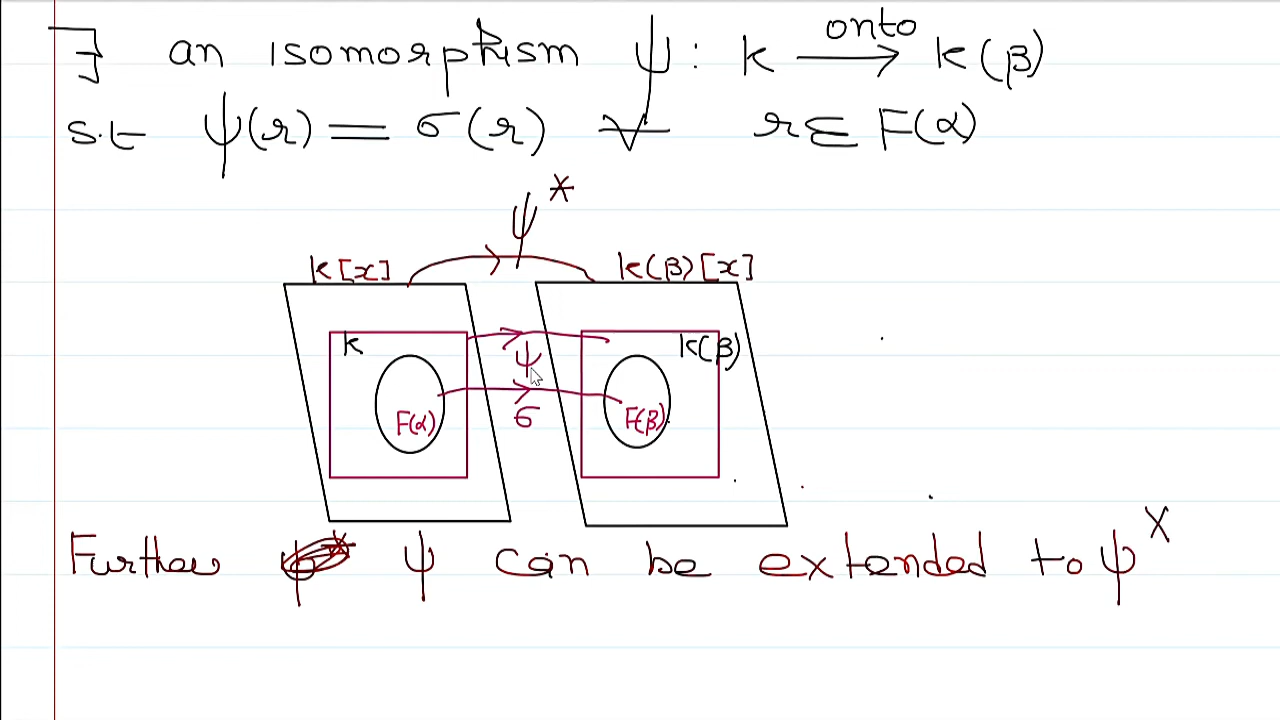 ∃ an isomorphism ψ: k ⟶ onto k(β)
s.t ψ(r) = σ(r) ∀ r∈ F(α)
ψ*
k[x] k(β)[x]
k ψ k(β)
F(α) σ F(β)
Further ψ can be extended to ψ*